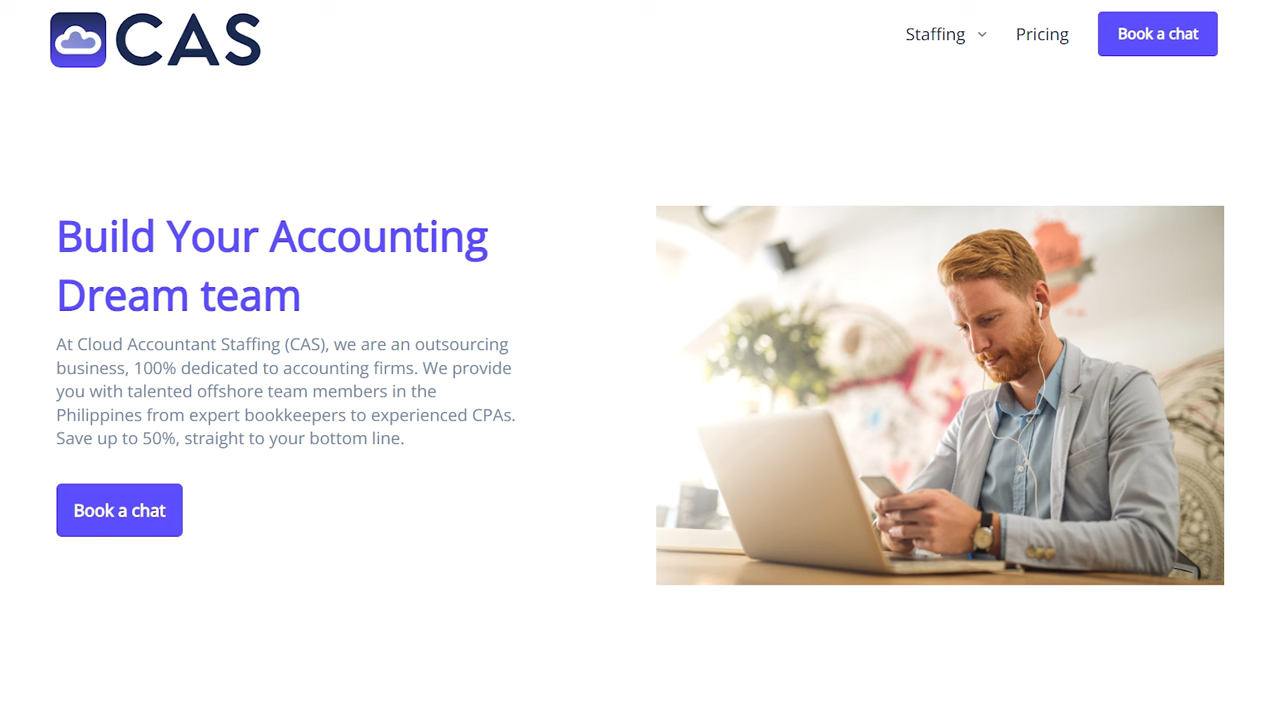 CAS
Staffing
Pricing
Book a chat
Build Your Accounting
Dream team
At Cloud Accountant Staffing (CAS), we are an outsourcing
business, 100% dedicated to accounting firms. We provide
you with talented offshore team members in the
Philippines from expert bookkeepers to experienced CPAs.
Save up to 50%, straight to your bottom line.
Book a chat